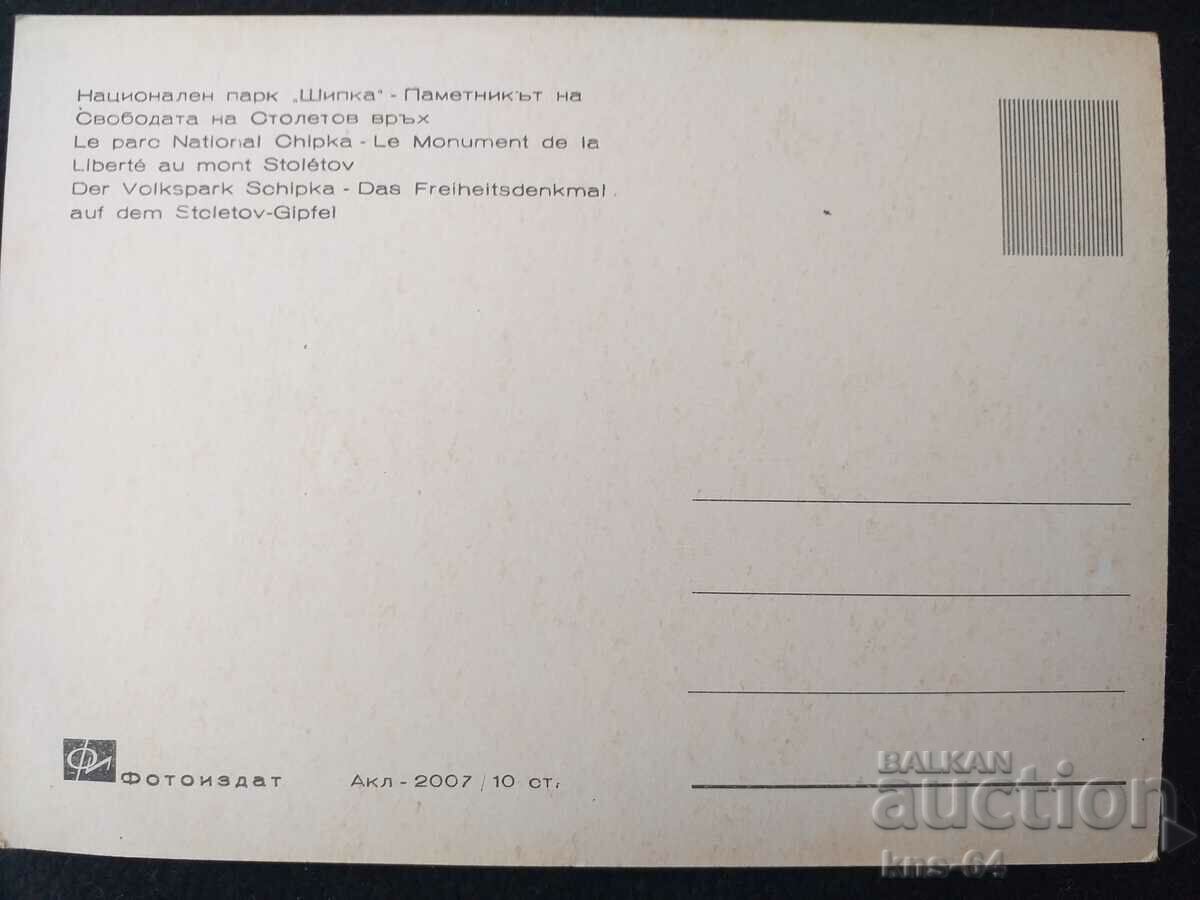 Национален парк „Шипка" - Паметникът на
Свободата на Столетов връх
Le parc National Chipka - Le Monument de la
Liberté au mont Stolétov
Der Volkspark Schipka - Das Freiheitsdenkmal
auf dem Stoletov-Gipfel
ФИ Фотоиздат Акл - 2007 / 10 ст.
BALKAN
auction
kns-64